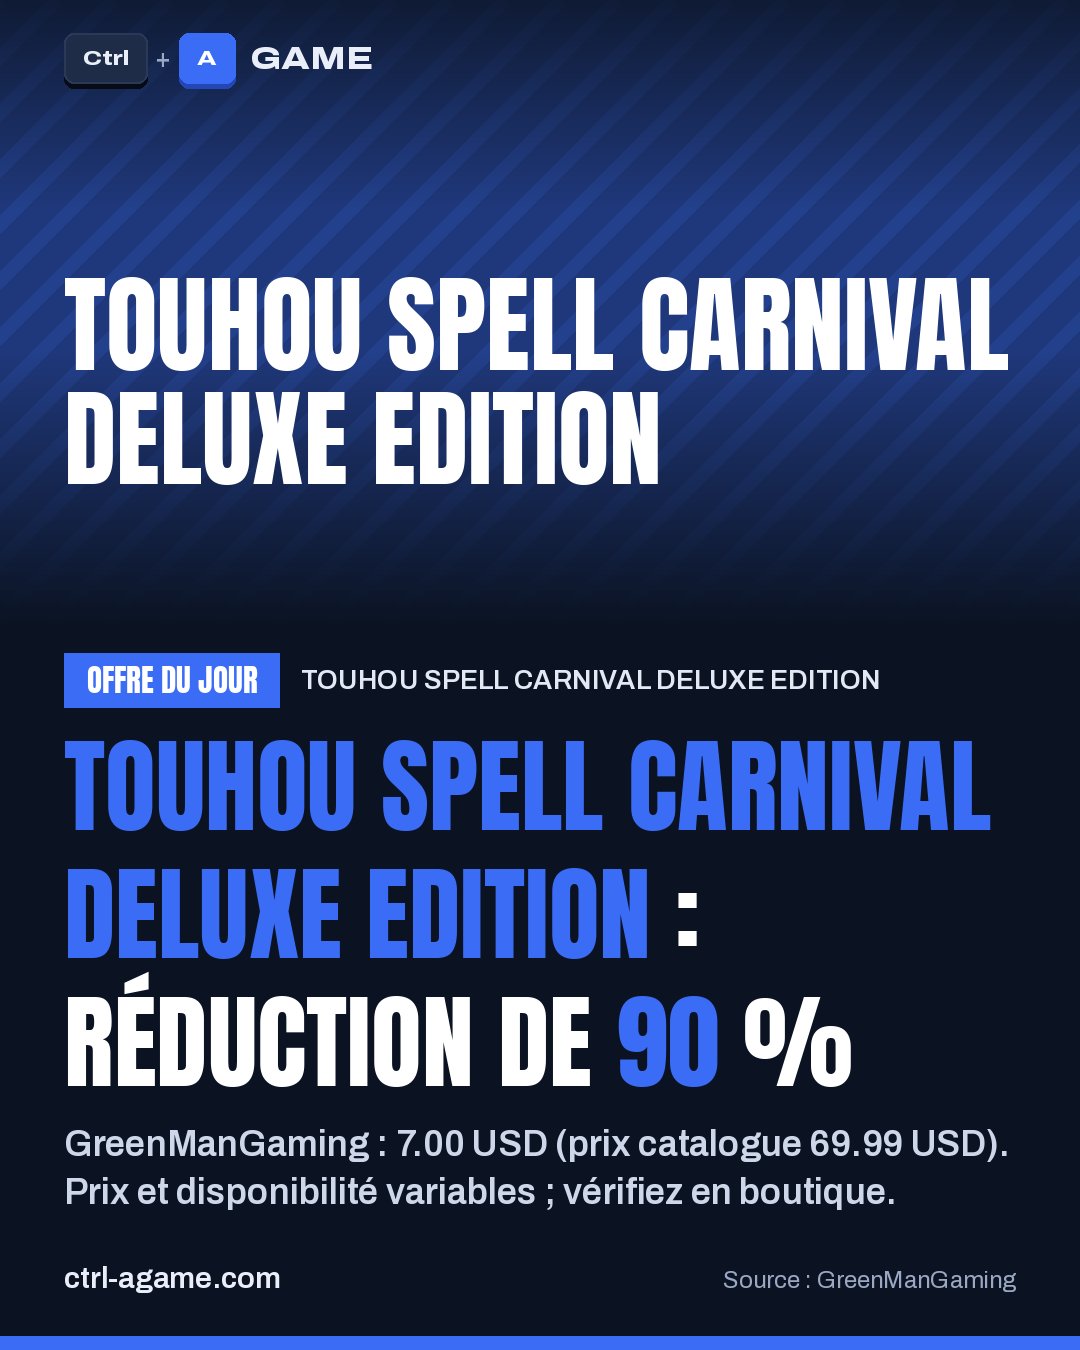 Ctrl + A GAME
TOUHOU SPELL CARNIVAL
DELUXE EDITION
OFFRE DU JOUR TOUHOU SPELL CARNIVAL DELUXE EDITION
TOUHOU SPELL CARNIVAL
DELUXE EDITION :
RÉDUCTION DE 90 %
GreenManGaming : 7.00 USD (prix catalogue 69.99 USD).
Prix et disponibilité variables ; vérifiez en boutique.
ctrl-agame.com Source : GreenManGaming